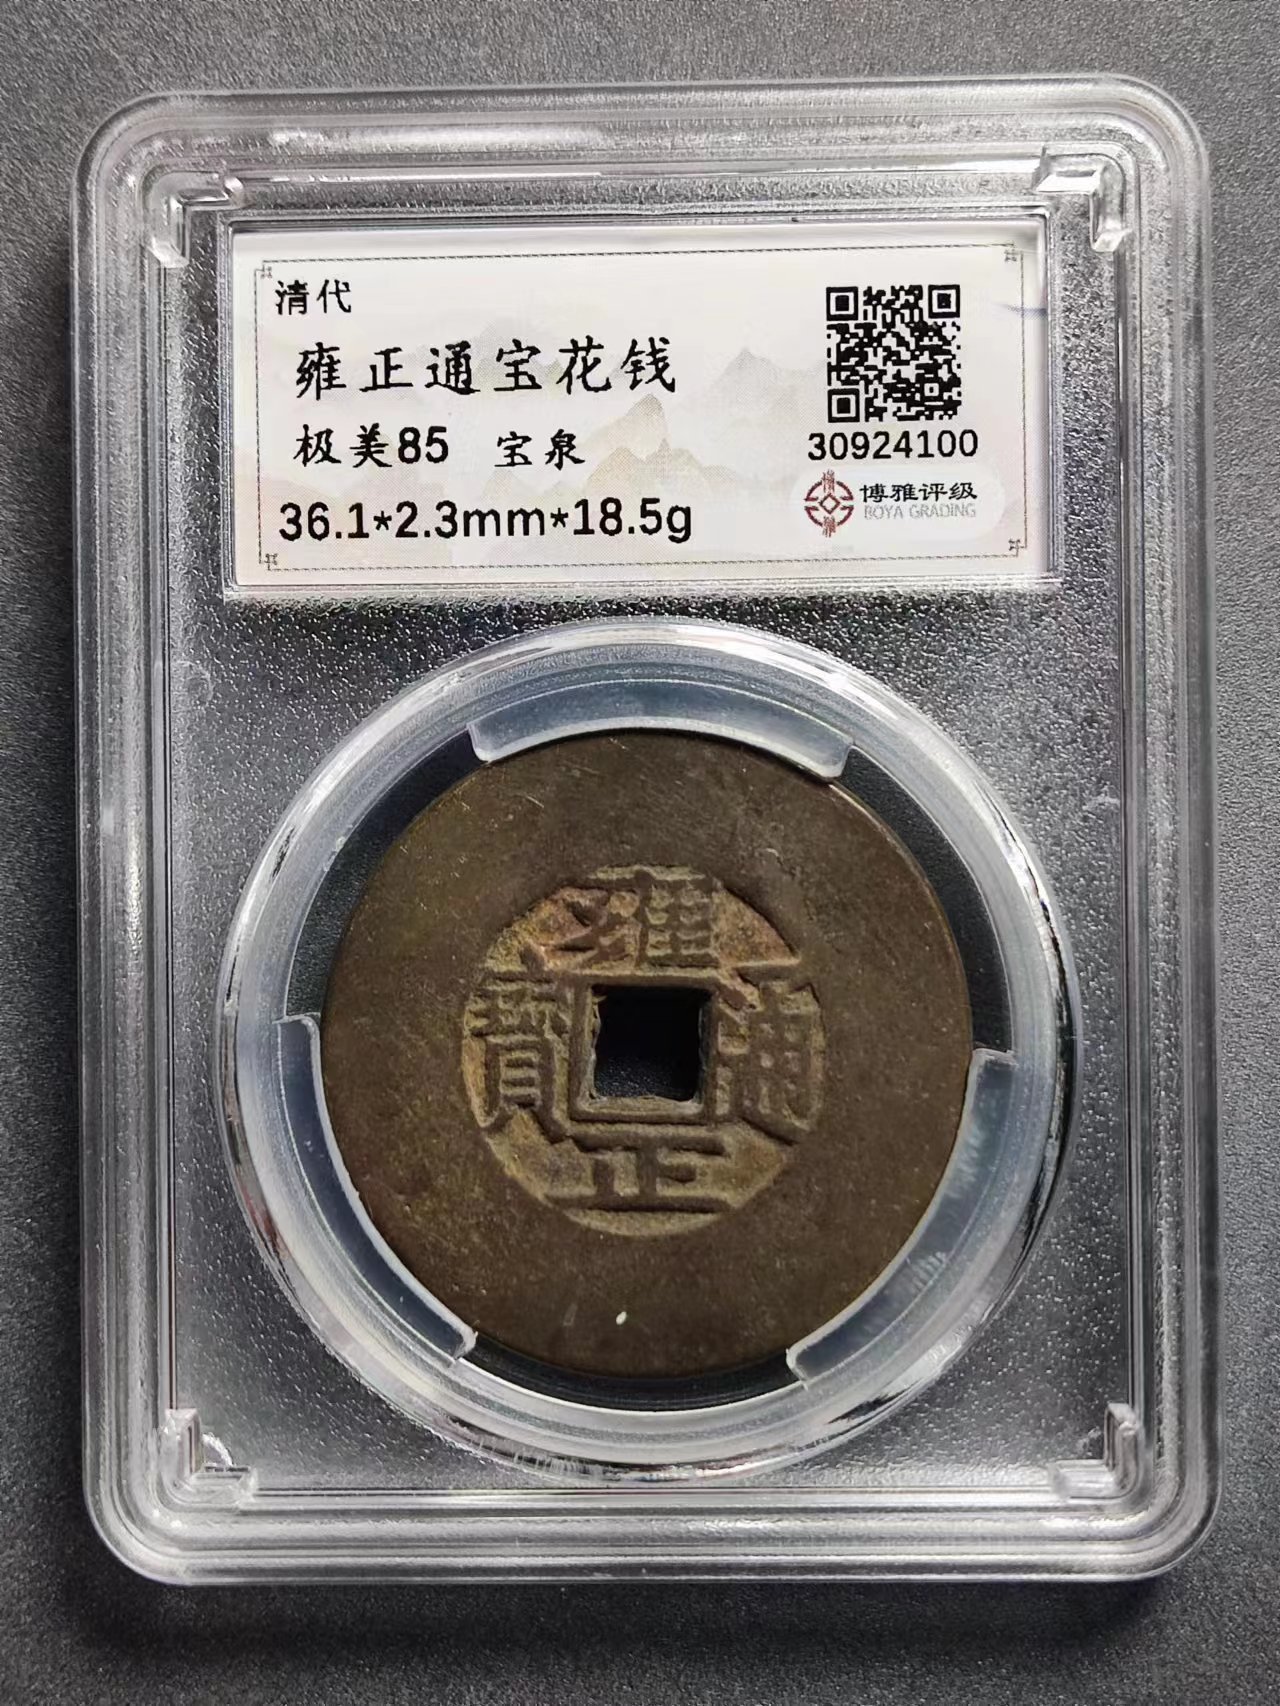 清代
雍正通宝花钱
极美85 宝泉
36.1*2.3mm*18.5g
30924100
博雅评级
BOYA GRADING
雍
寶 通
正